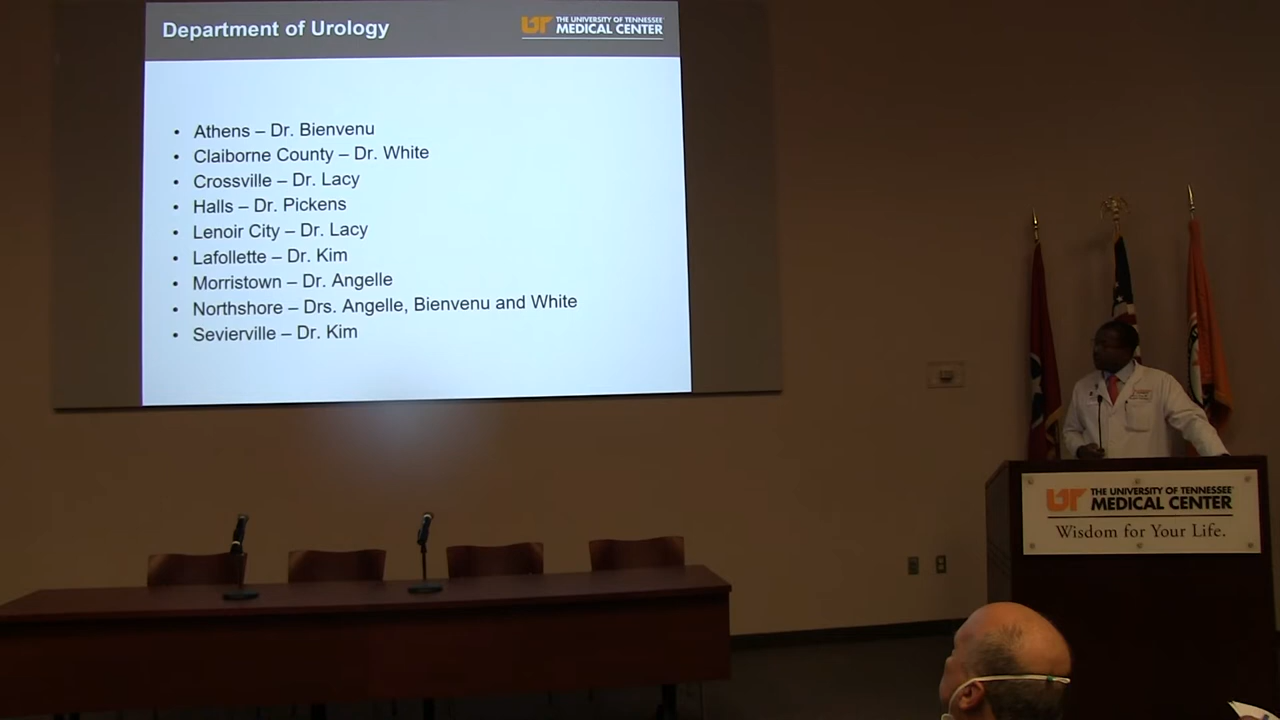 Department of Urology
UT THE UNIVERSITY OF TENNESSEE
MEDICAL CENTER
• Athens – Dr. Bienvenu
• Claiborne County – Dr. White
• Crossville – Dr. Lacy
• Halls – Dr. Pickens
• Lenoir City – Dr. Lacy
• Lafollette – Dr. Kim
• Morristown – Dr. Angelle
• Northshore – Drs. Angelle, Bienvenu and White
• Sevierville – Dr. Kim
UT THE UNIVERSITY OF TENNESSEE
MEDICAL CENTER
Wisdom for Your Life.